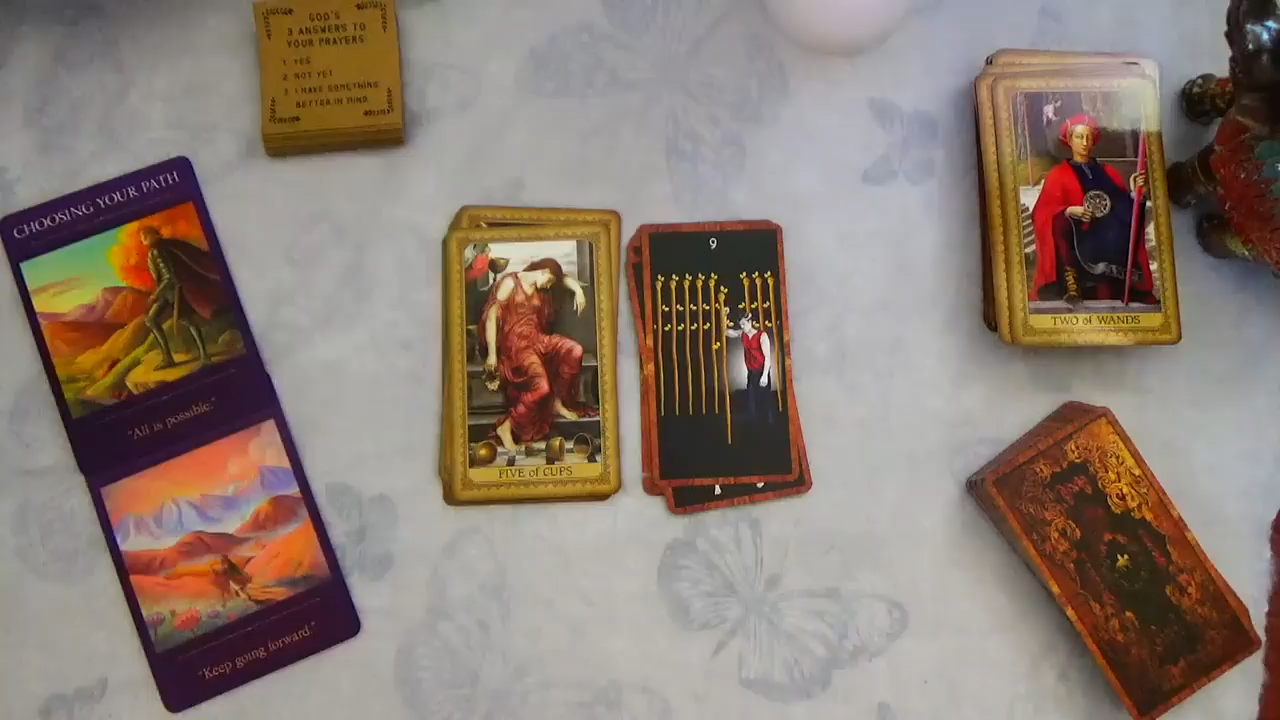 GOD'S
3 ANSWERS TO
YOUR PRAYERS
1. YES
2. NOT YET
3. I HAVE SOMETHING
BETTER IN MIND.
CHOOSING YOUR PATH
"All is possible."
"Keep going forward."
FIVE of CUPS
9
TWO of WANDS